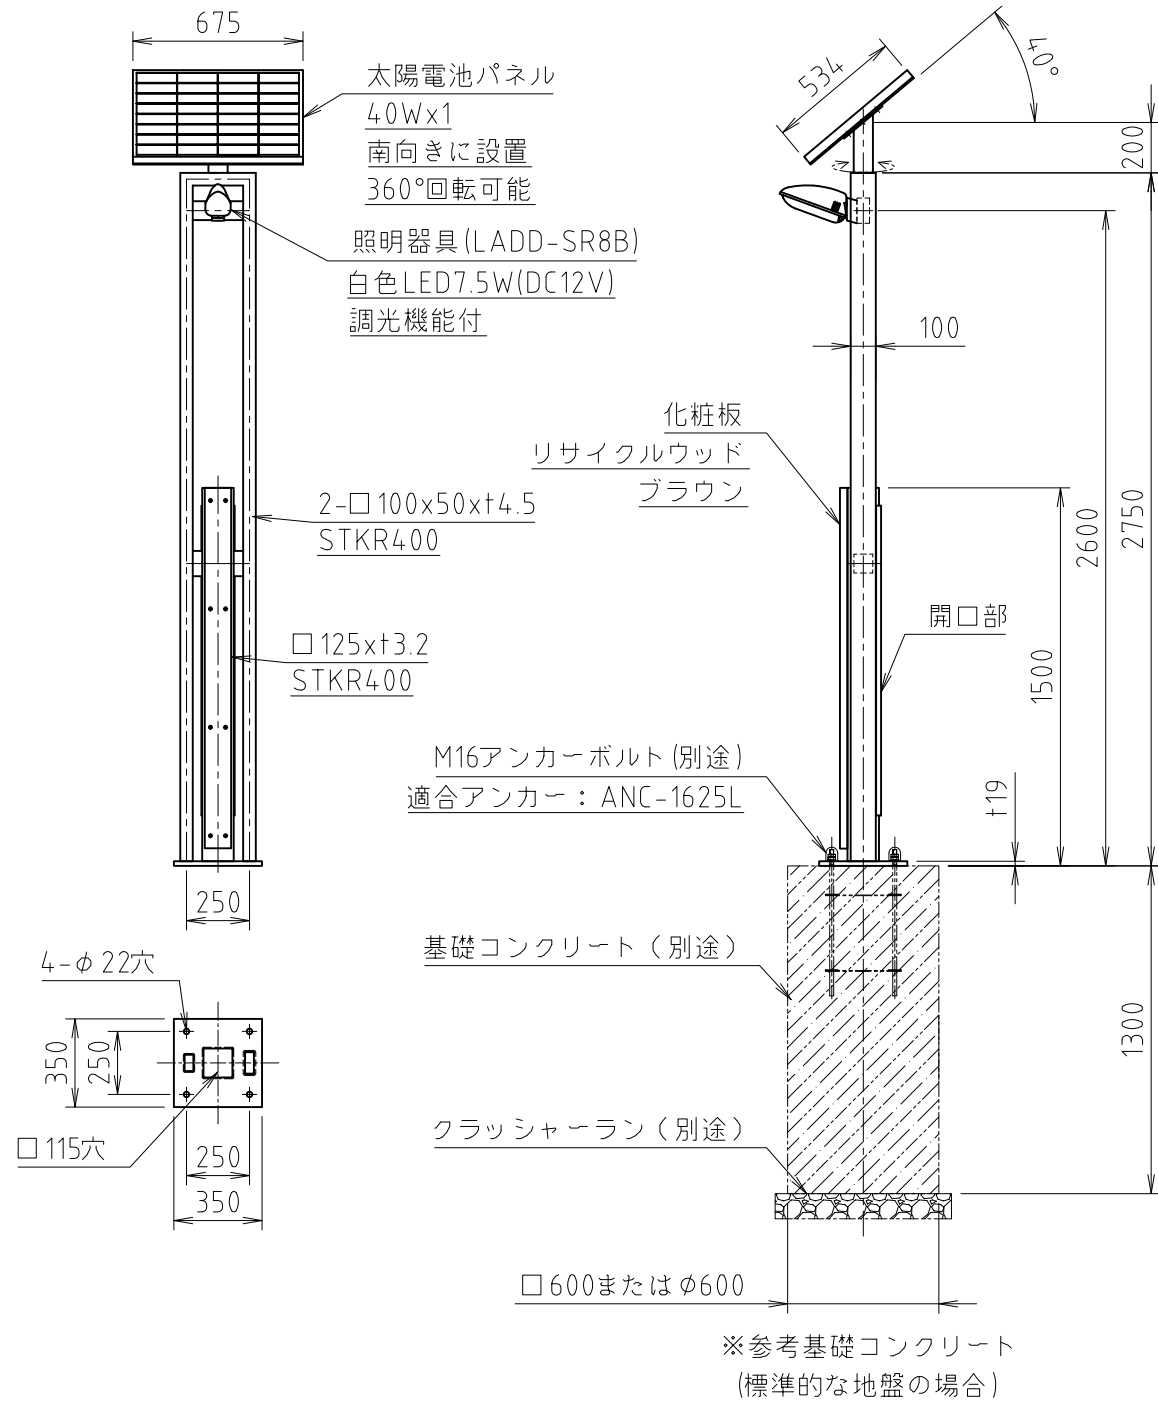 675
太陽電池パネル
40Wx1
南向きに設置
360°回転可能
照明器具(LADD-SR8B)
白色LED7.5W(DC12V)
調光機能付
534
40°
200
100
化粧板
リサイクルウッド
ブラウン
2-□100x50xt4.5
STKR400
2600
2750
開口部
□125xt3.2
STKR400
1500
M16アンカーボルト(別途)
適合アンカー：ANC-1625L
t19
250
基礎コンクリート（別途）
4-φ22穴
350
250
1300
クラッシャーラン（別途）
□115穴
250
350
□600またはφ600
※参考基礎コンクリート
(標準的な地盤の場合)